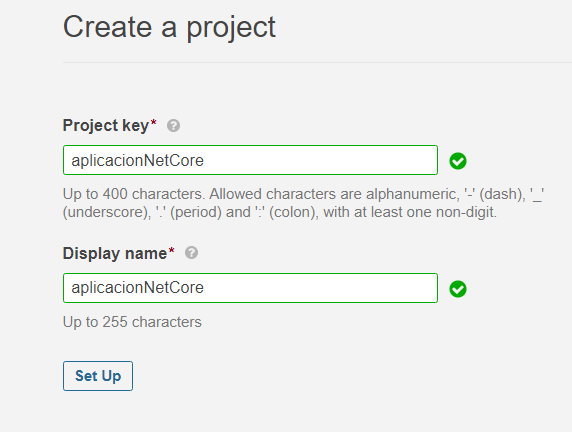 Create a project
Project key*
aplicacionNetCore
Up to 400 characters. Allowed characters are alphanumeric, '-' (dash), '_'
(underscore), '.' (period) and ':' (colon), with at least one non-digit.
Display name*
aplicacionNetCore
Up to 255 characters
Set Up